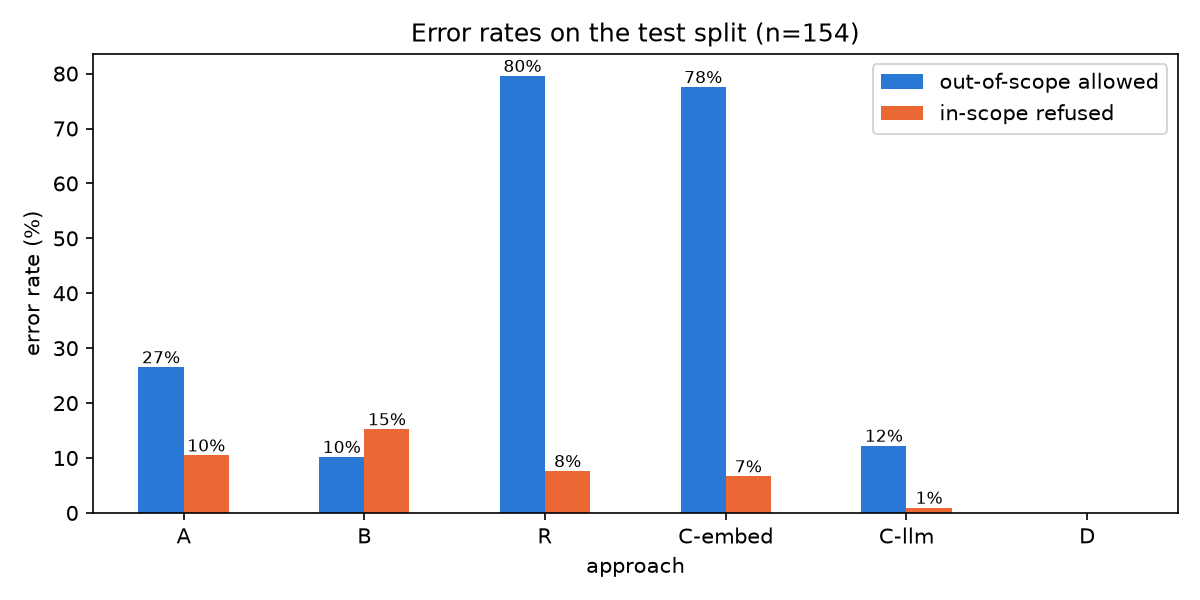 Error rates on the test split (n=154)
out-of-scope allowed
in-scope refused
error rate (%)
80
70
60
50
40
30
20
10
0
27%
10%
10%
15%
80%
8%
78%
7%
12%
1%
A
B
R
C-embed
C-llm
D
approach